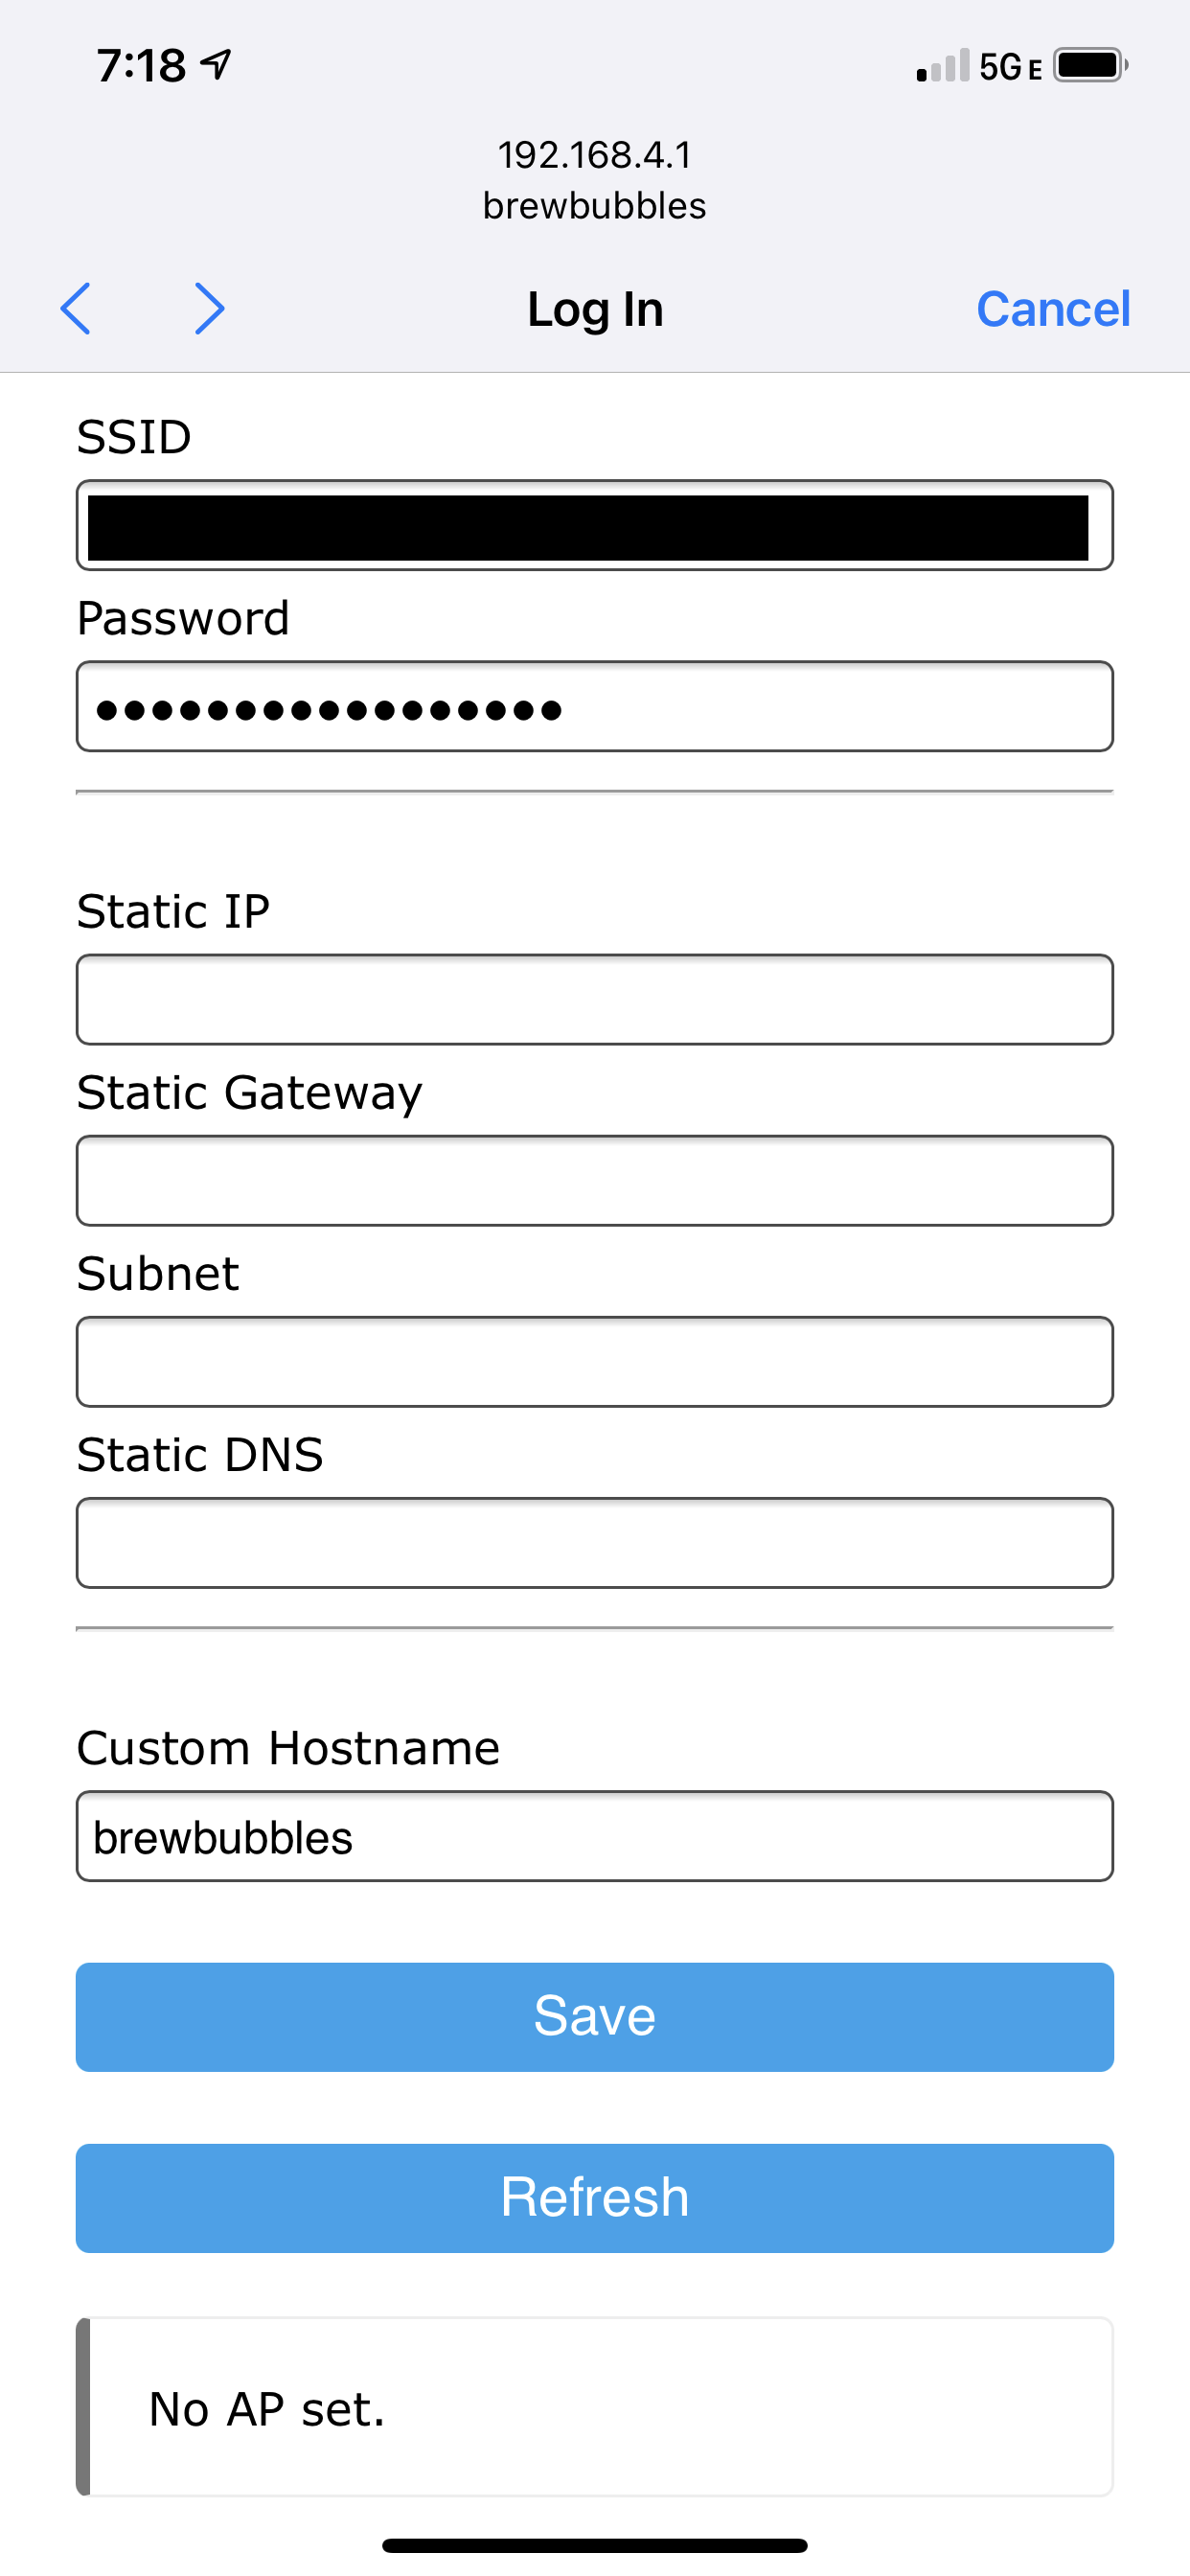 7:18
5G E
192.168.4.1
brewbubbles
Log In
Cancel
SSID
Password
•••••••••••••••••
Static IP
Static Gateway
Subnet
Static DNS
Custom Hostname
brewbubbles
Save
Refresh
No AP set.